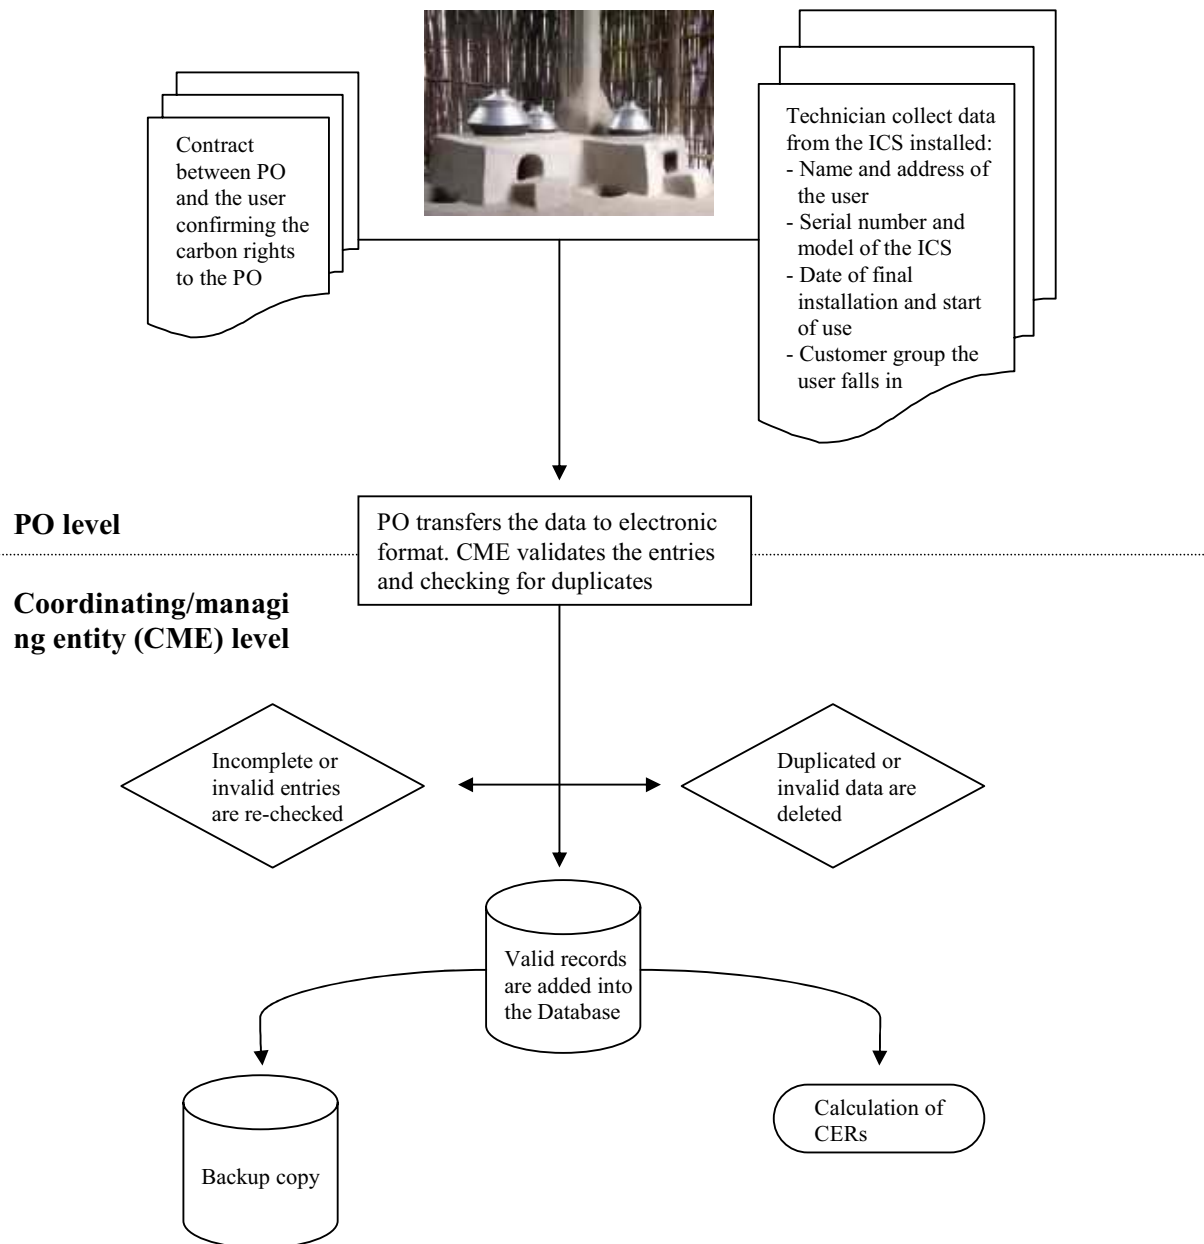 Contract
between PO
and the user
confirming the
carbon rights
to the PO
Technician collect data
from the ICS installed:
- Name and address of
the user
- Serial number and
model of the ICS
- Date of final
installation and start
of use
- Customer group the
user falls in
PO level
PO transfers the data to electronic
format. CME validates the entries
and checking for duplicates
Coordinating/managi
ng entity (CME) level
Incomplete or
invalid entries
are re-checked
Duplicated or
invalid data are
deleted
Valid records
are added into
the Database
Backup copy
Calculation of
CERs